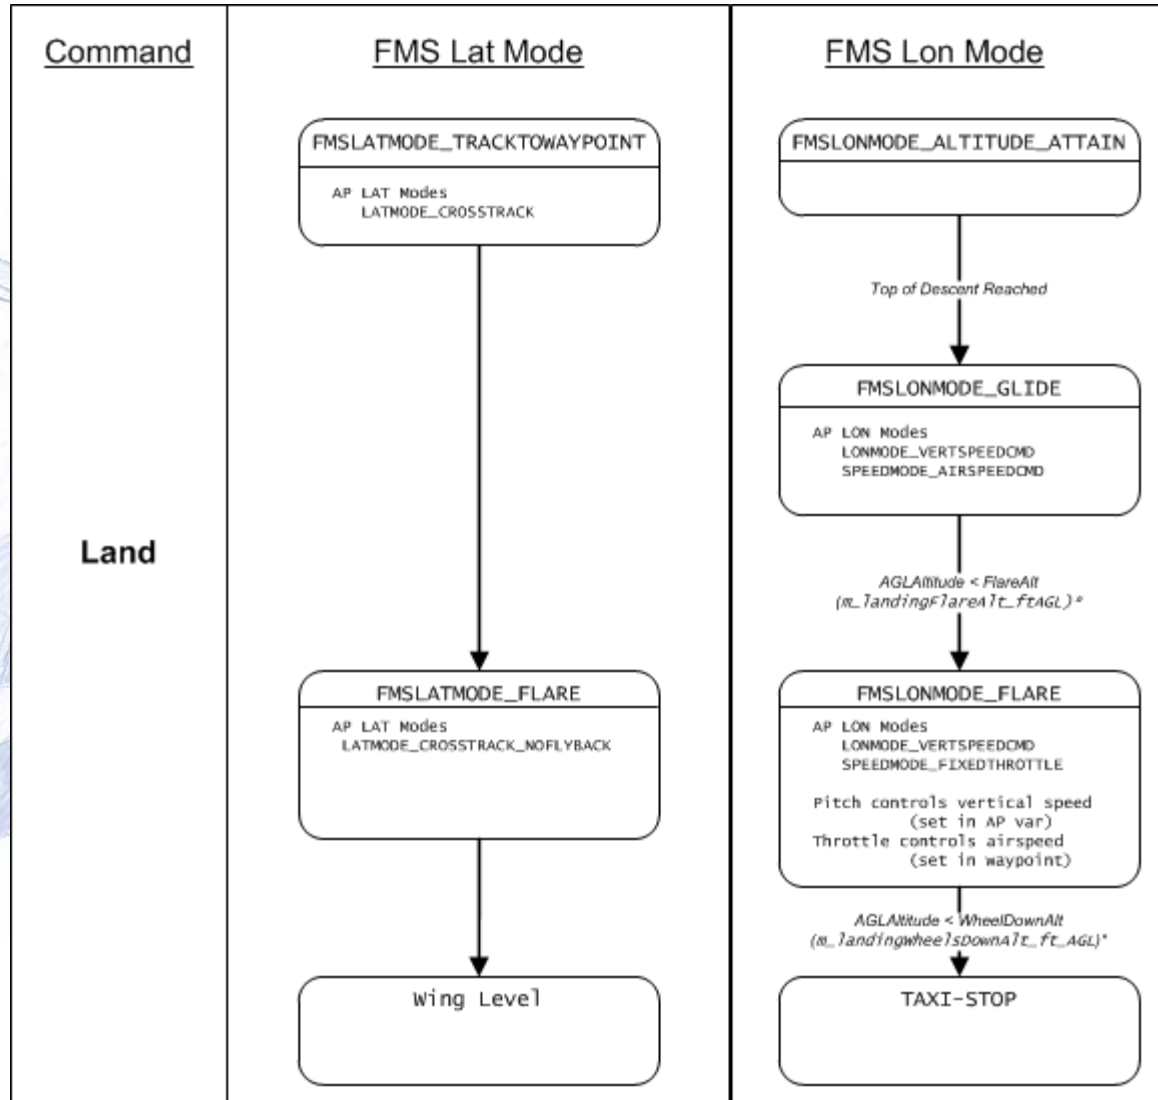 Command
FMS Lat Mode
FMS Lon Mode
Land
FMSLATMODE_TRACKTOWAYPOINT
AP LAT Modes
LATMODE_CROSSTRACK
FMSLATMODE_FLARE
AP LAT Modes
LATMODE_CROSSTRACK_NOFLYBACK
Wing Level
FMSLONMODE_ALTITUDE_ATTAIN
Top of Descent Reached
FMSLONMODE_GLIDE
AP LON Modes
LONMODE_VERTSPEEDCMD
SPEEDMODE_AIRSPEEDCMD
AGLAltitude < FlareAlt
(m_landingFlareAlt_ftAGL)*
FMSLONMODE_FLARE
AP LON Modes
LONMODE_VERTSPEEDCMD
SPEEDMODE_FIXEDTHROTTLE
Pitch controls vertical speed
(set in AP var)
Throttle controls airspeed
(set in waypoint)
AGLAltitude < WheelDownAlt
(m_landingWheelsDownAlt_ft_AGL)*
TAXI-STOP